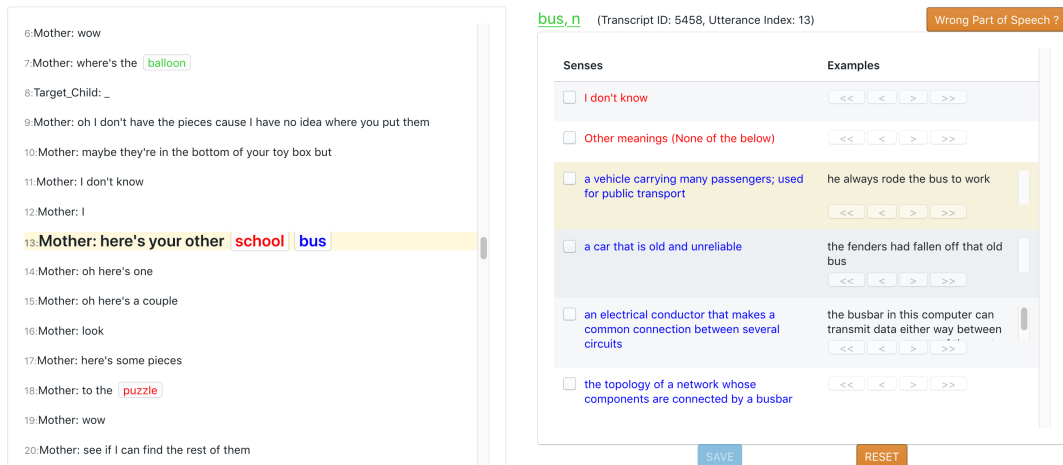 6:Mother: wow
7:Mother: where's the balloon
8:Target_Child: _
9:Mother: oh I don't have the pieces cause I have no idea where you put them
10:Mother: maybe they're in the bottom of your toy box but
11:Mother: I don't know
12:Mother: I
13:Mother: here's your other school bus
14:Mother: oh here's one
15:Mother: oh here's a couple
16:Mother: look
17:Mother: here's some pieces
18:Mother: to the puzzle
19:Mother: wow
20:Mother: see if I can find the rest of them
bus, n (Transcript ID: 5458, Utterance Index: 13) Wrong Part of Speech ?
Senses Examples
I don't know << < > >>
Other meanings (None of the below) << < > >>
a vehicle carrying many passengers; used
for public transport
he always rode the bus to work
<< < > >>
a car that is old and unreliable
the fenders had fallen off that old
bus
<< < > >>
an electrical conductor that makes a
common connection between several
circuits
the busbar in this computer can
transmit data either way between
<< < > >>
the topology of a network whose
components are connected by a busbar
<< < > >>
SAVE RESET